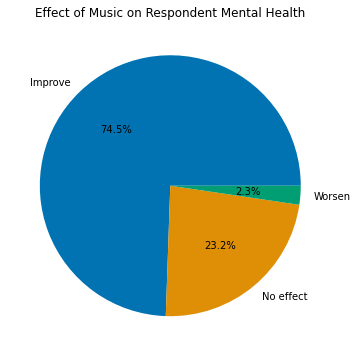 Effect of Music on Respondent Mental Health
Improve
74.5%
2.3%
Worsen
23.2%
No effect